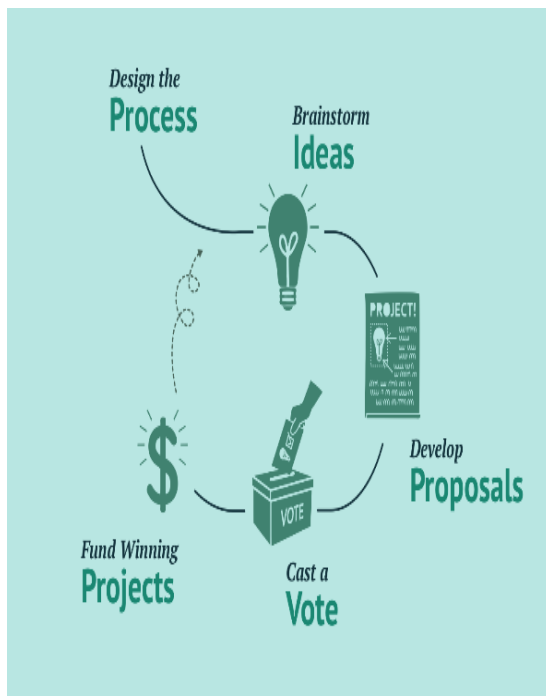 Design the
Process
Brainstorm
Ideas
PROJECT!
Develop
Proposals
VOTE
Cast a
Vote
Fund Winning
Projects